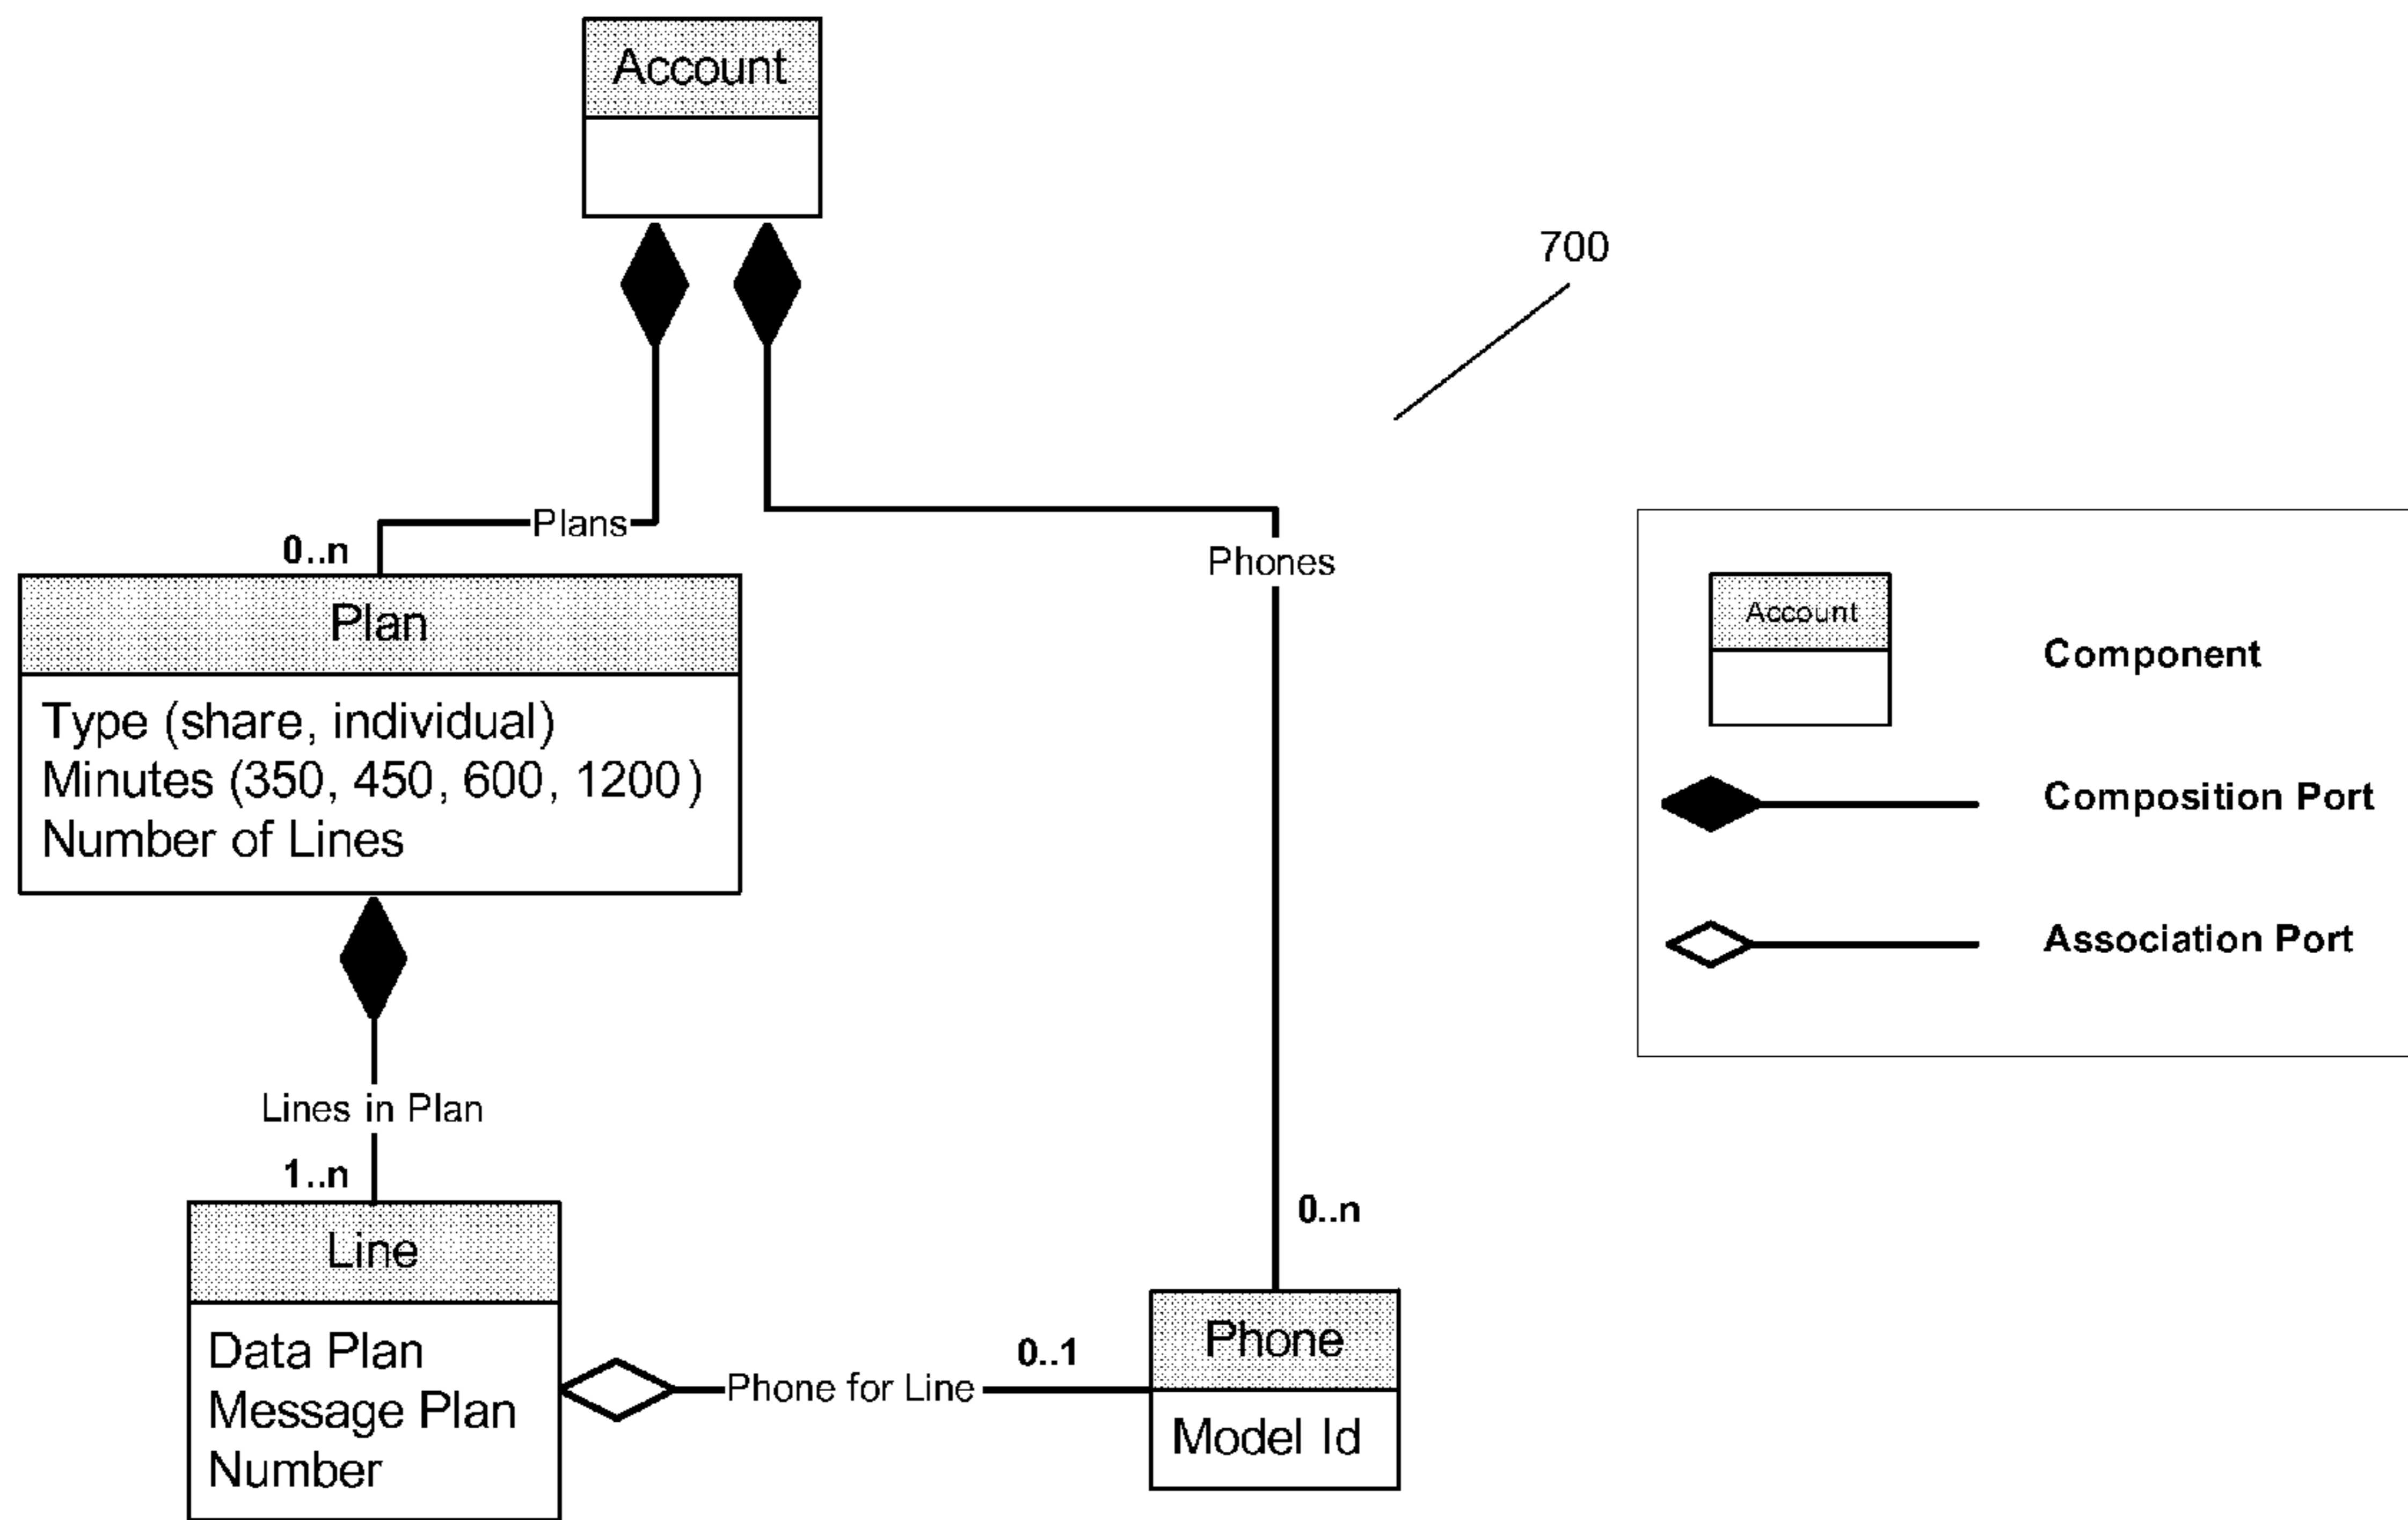 Account
700
Plans
0..n
Phones
Plan
Type (share, individual)
Minutes (350, 450, 600, 1200)
Number of Lines
Lines in Plan
1..n
Line
Data Plan
Message Plan
Number
Phone for Line
0..1
0..n
Phone
Model Id
Account
Component
Composition Port
Association Port